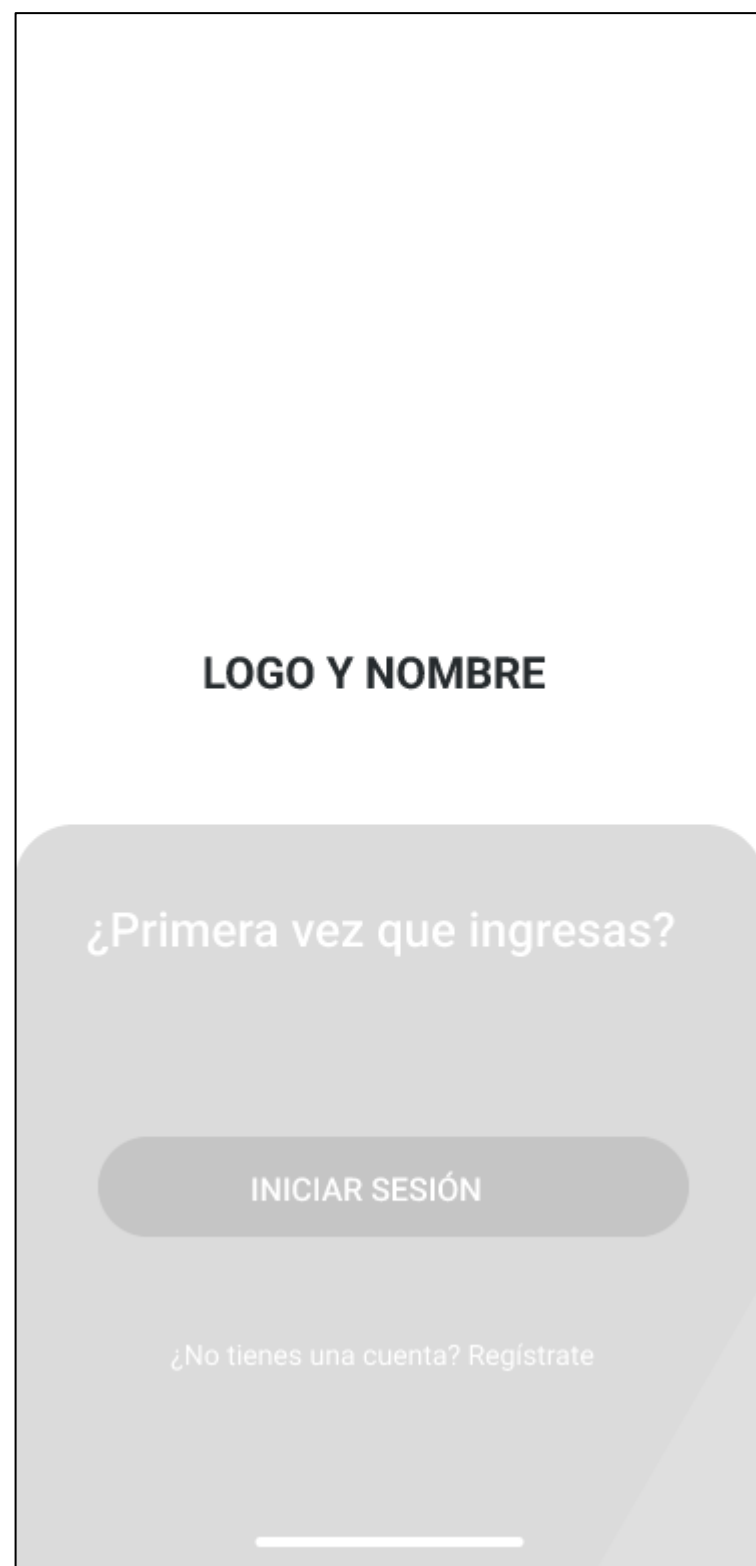 LOGO Y NOMBRE
¿Primera vez que ingresas?
INICIAR SESIÓN
¿No tienes una cuenta? Regístrate